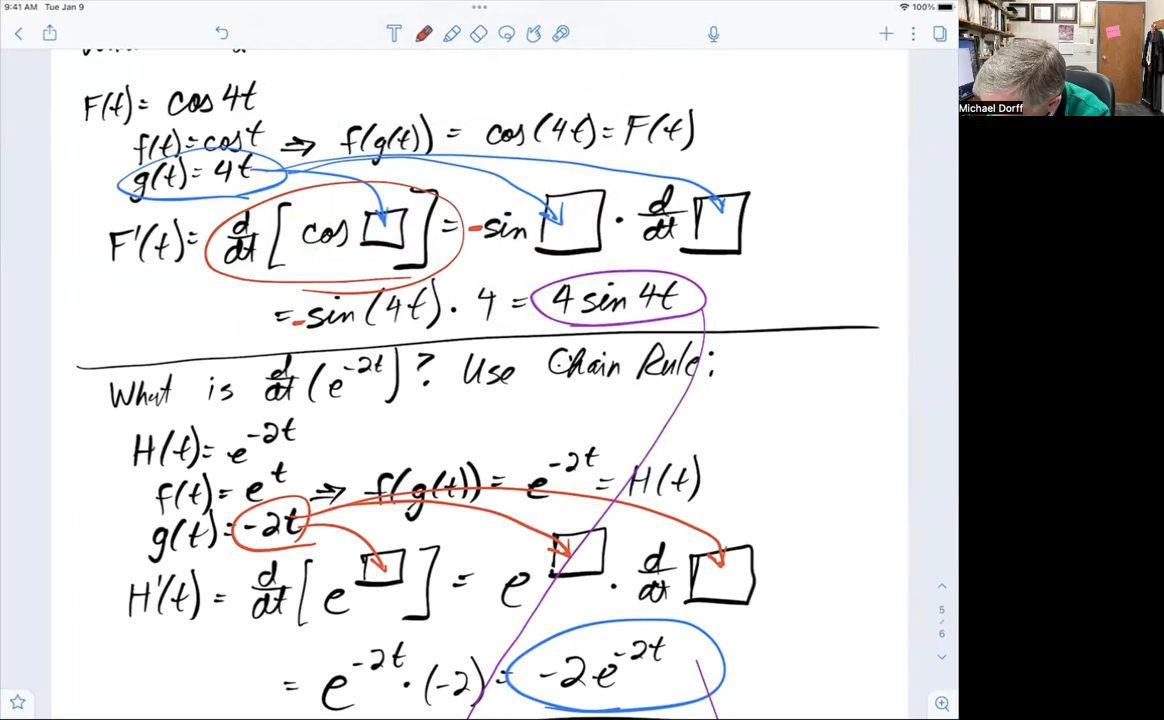 9:41 AM Tue Jan 9
100%
Michael Dorff
F(t) = cos 4t
f(t) = cos t ⇒ f(g(t)) = cos(4t) = F(t)
g(t) = 4t
F'(t) = d/dt [cos □] = -sin □ · d/dt □
= -sin(4t) · 4 = 4 sin 4t
What is d/dt (e^{-2t})? Use Chain Rule:
H(t) = e^{-2t}
f(t) = e^t ⇒ f(g(t)) = e^{-2t} = H(t)
g(t) = -2t
H'(t) = d/dt [e^□] = e^□ · d/dt □
= e^{-2t} · (-2) = -2e^{-2t}
5
/
6